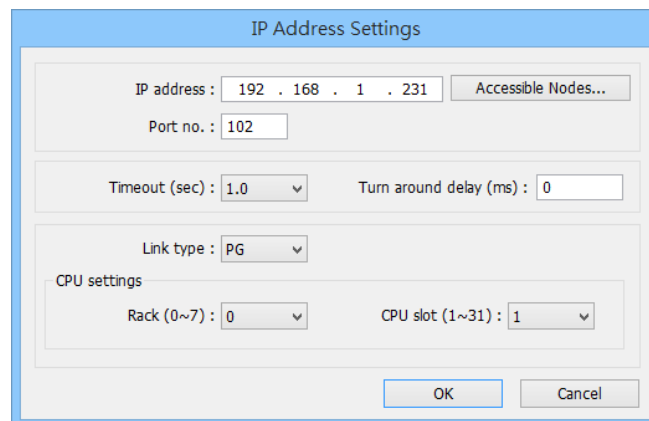 IP Address Settings
IP address : 192 . 168 . 1 . 231 Accessible Nodes...
Port no. : 102
Timeout (sec) : 1.0 Turn around delay (ms) : 0
Link type : PG
CPU settings
Rack (0~7) : 0 CPU slot (1~31) : 1
OK Cancel